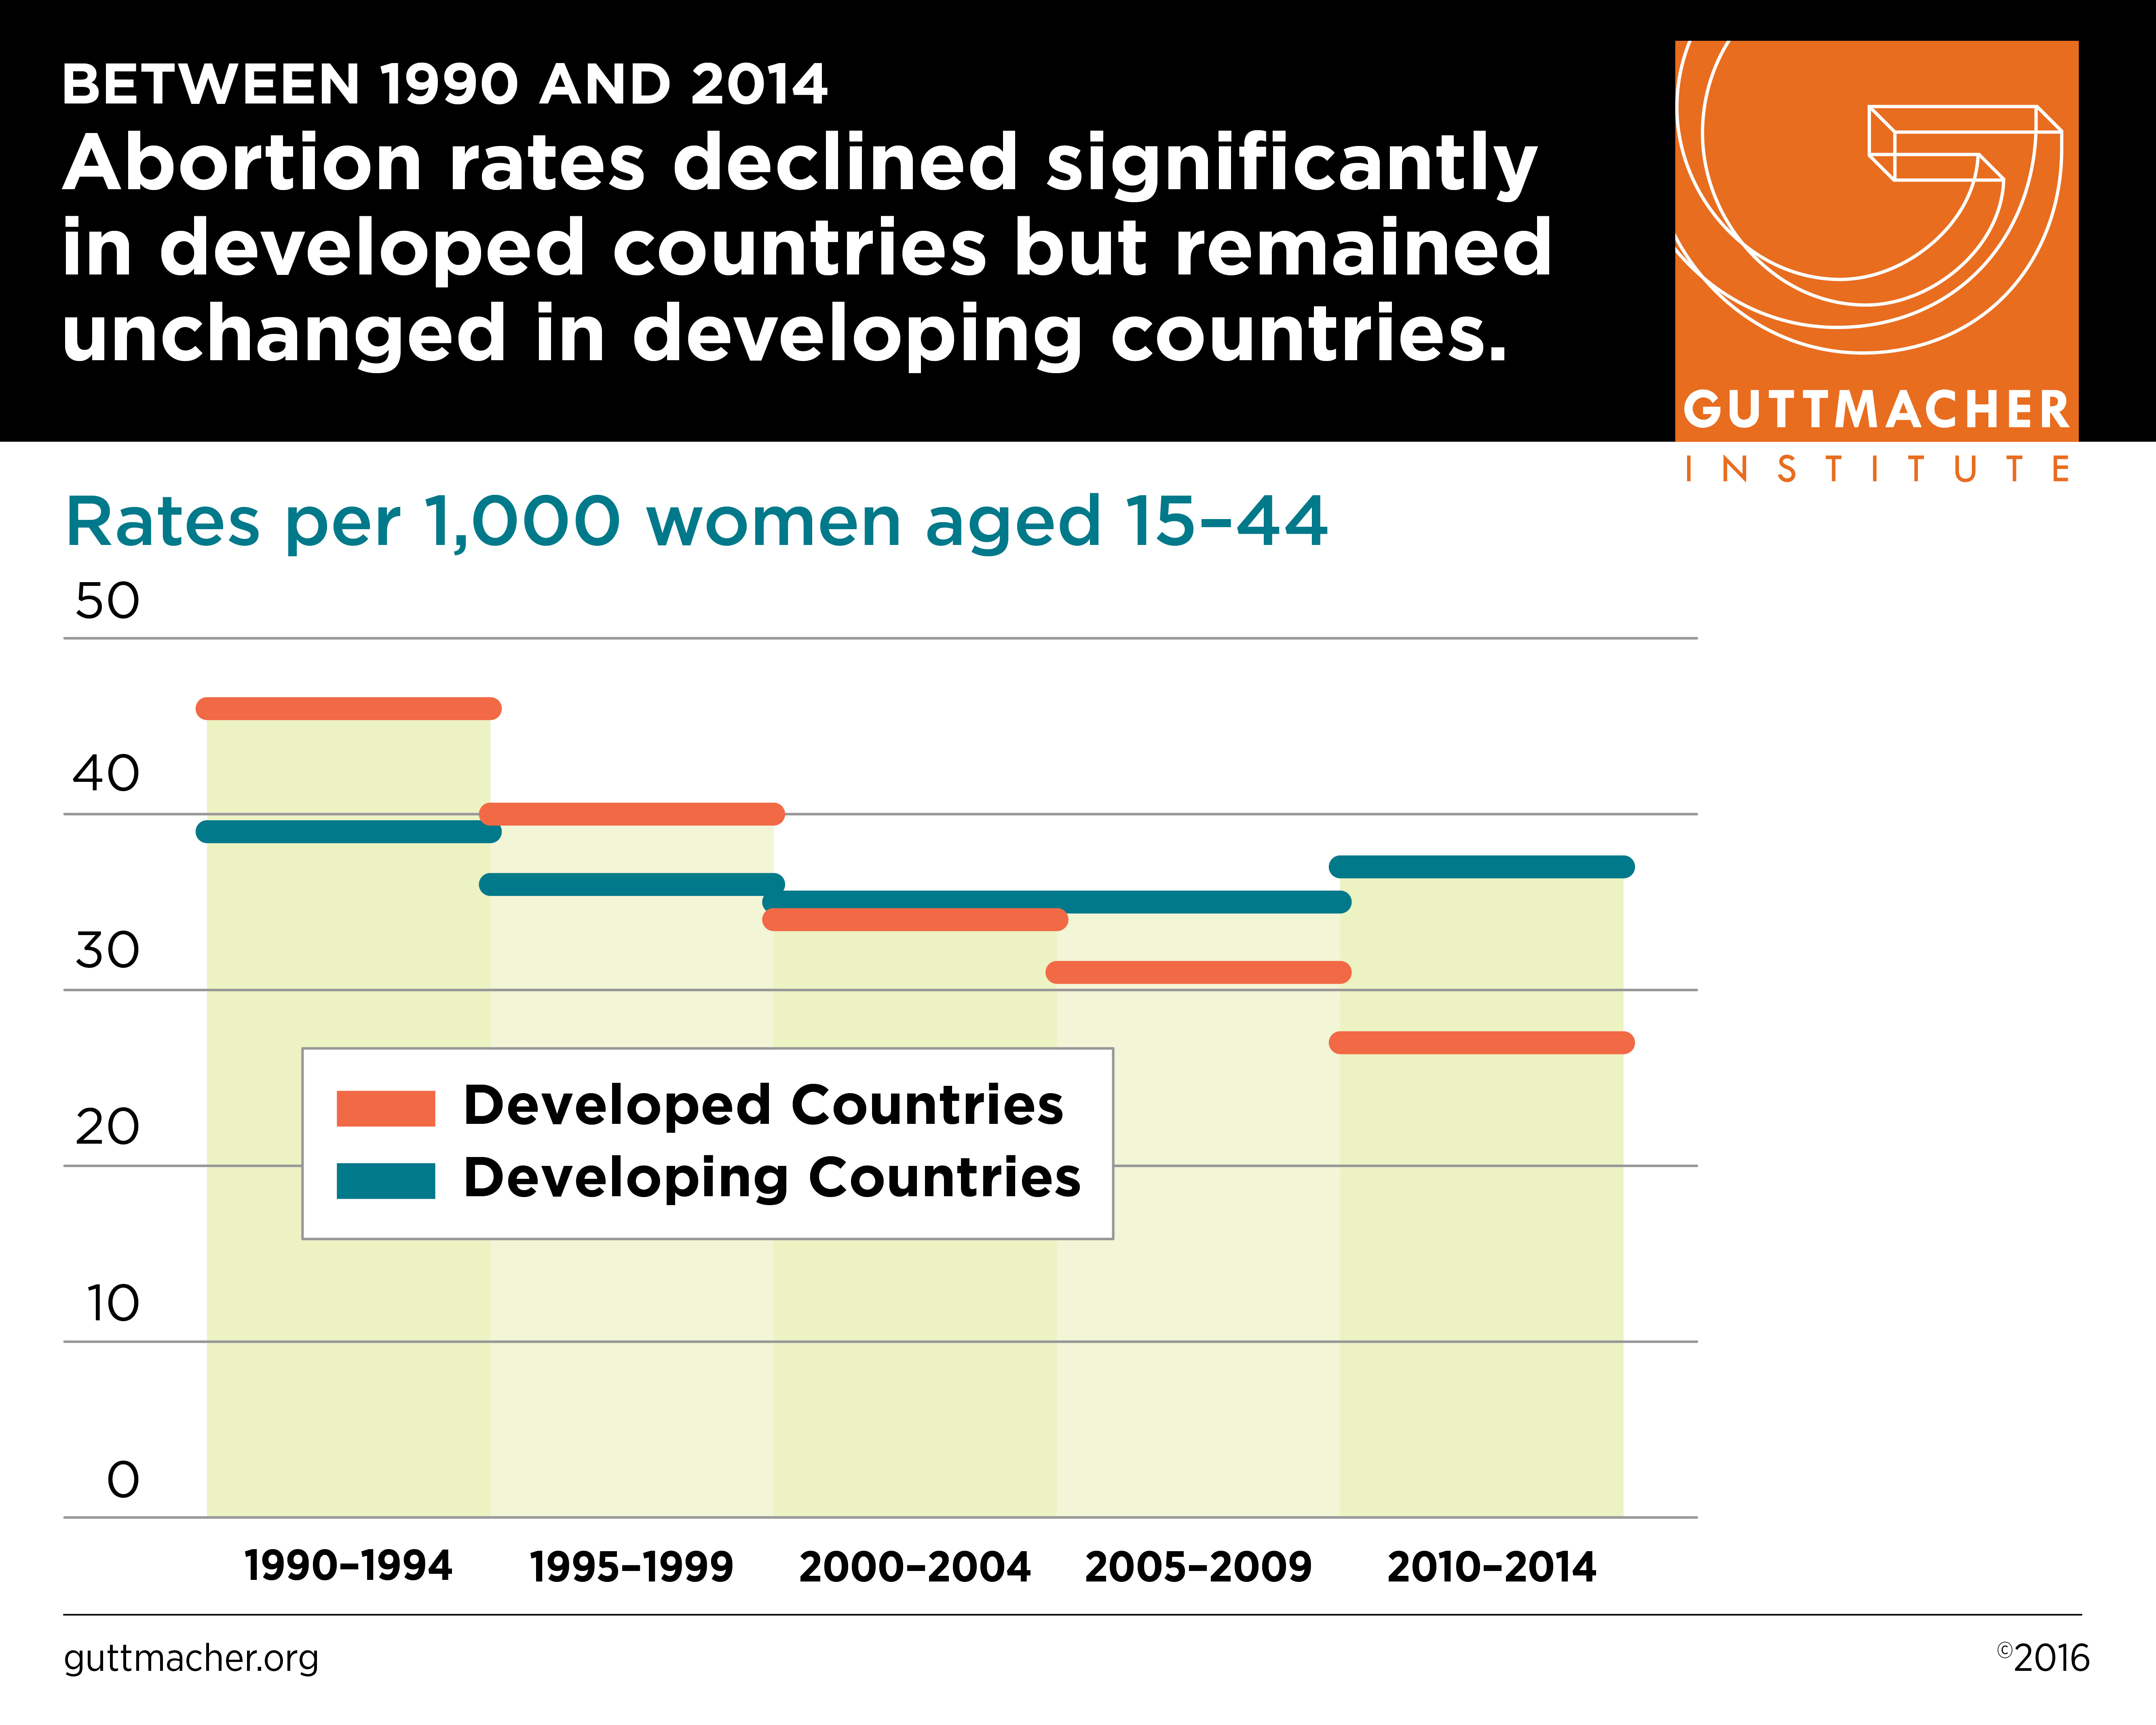 BETWEEN 1990 AND 2014
Abortion rates declined significantly
in developed countries but remained
unchanged in developing countries.
GUTTMACHER
INSTITUTE
Rates per 1,000 women aged 15–44
50
40
30
20
10
0
Developed Countries
Developing Countries
1990–1994 1995–1999 2000–2004 2005–2009 2010–2014
guttmacher.org ©2016